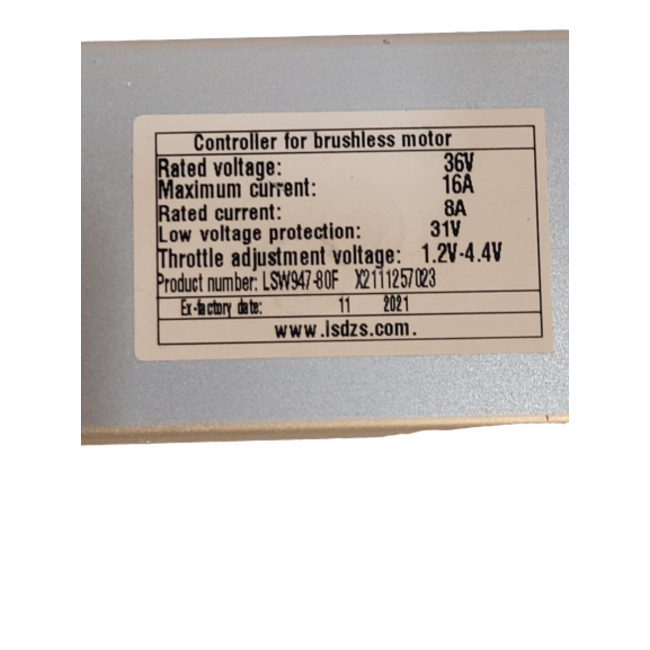 Controller for brushless motor
Rated voltage: 36V
Maximum current: 16A
Rated current: 8A
Low voltage protection: 31V
Throttle adjustment voltage: 1.2V-4.4V
Product number: LSW947-80F X2111257023
Ex-factory date: 11 2021
www.lsdzs.com.